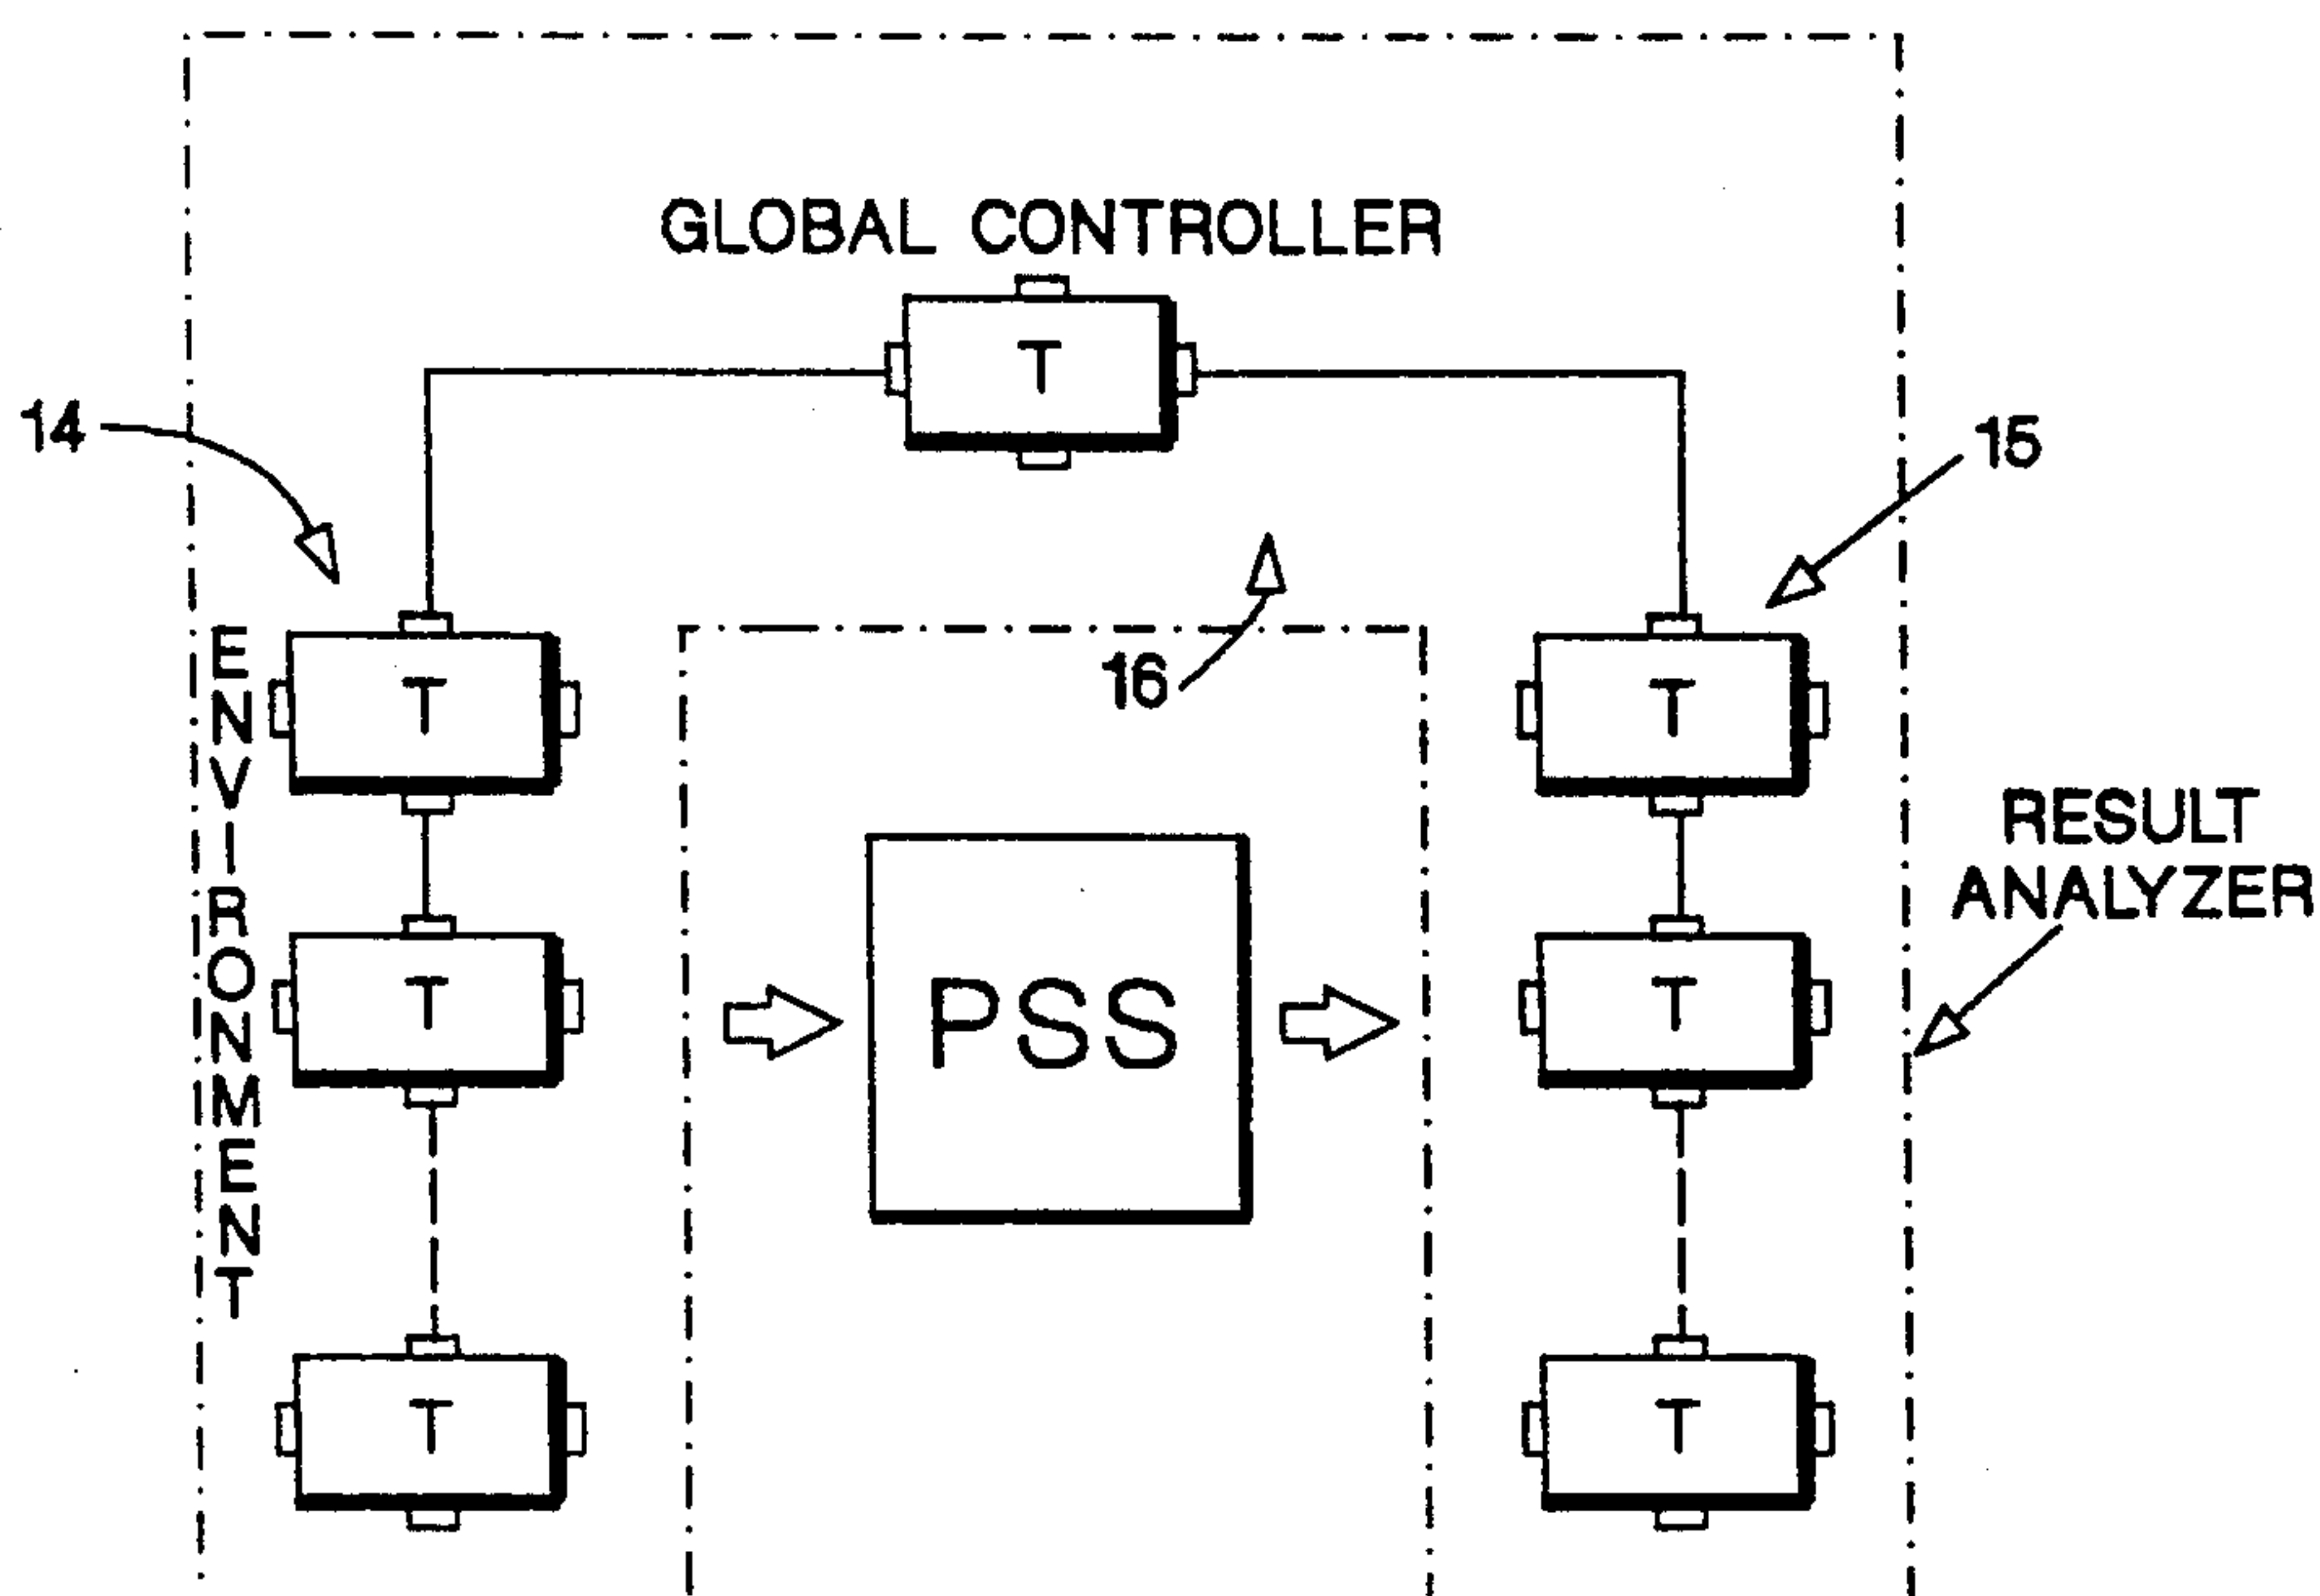 GLOBAL CONTROLLER
T
14
15
ENVIRONMENT
T
16
T
RESULT
ANALYZER
T
PSS
T
T
T